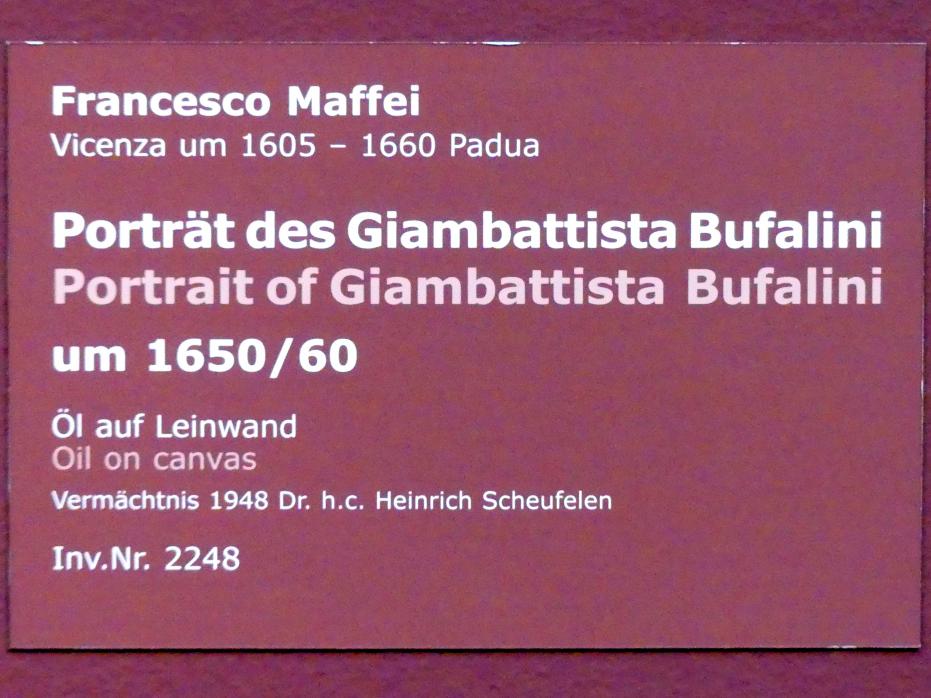 Francesco Maffei
Vicenza um 1605 – 1660 Padua
Porträt des Giambattista Bufalini
Portrait of Giambattista Bufalini
um 1650/60
Öl auf Leinwand
Oil on canvas
Vermächtnis 1948 Dr. h.c. Heinrich Scheufelen
Inv.Nr. 2248